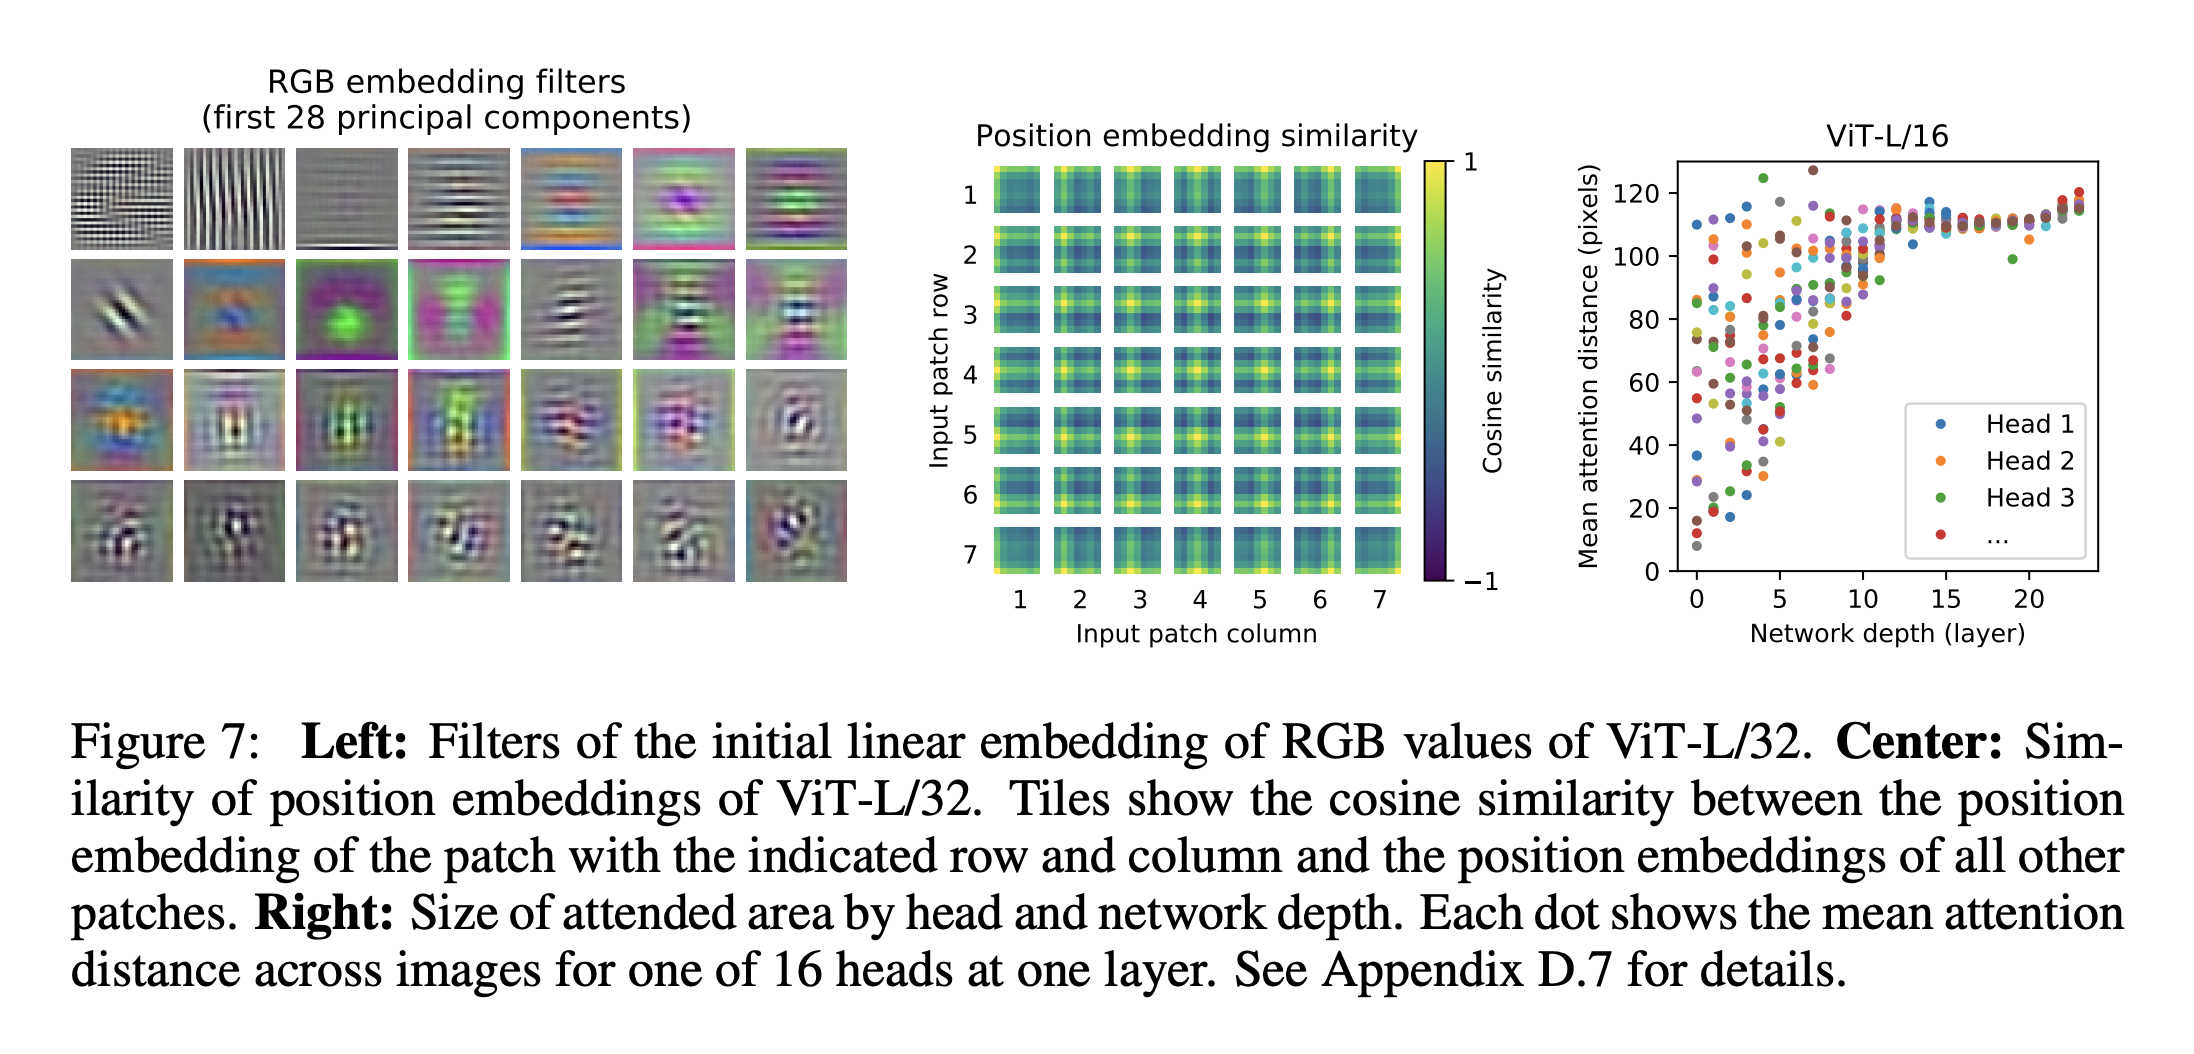 RGB embedding filters
(first 28 principal components)
Position embedding similarity
Input patch row
1
2
3
4
5
6
7
1 2 3 4 5 6 7
Input patch column
1
−1
Cosine similarity
ViT-L/16
Mean attention distance (pixels)
120
100
80
60
40
20
0
0 5 10 15 20
Network depth (layer)
Head 1
Head 2
Head 3
...
Figure 7: Left: Filters of the initial linear embedding of RGB values of ViT-L/32. Center: Sim-
ilarity of position embeddings of ViT-L/32. Tiles show the cosine similarity between the position
embedding of the patch with the indicated row and column and the position embeddings of all other
patches. Right: Size of attended area by head and network depth. Each dot shows the mean attention
distance across images for one of 16 heads at one layer. See Appendix D.7 for details.